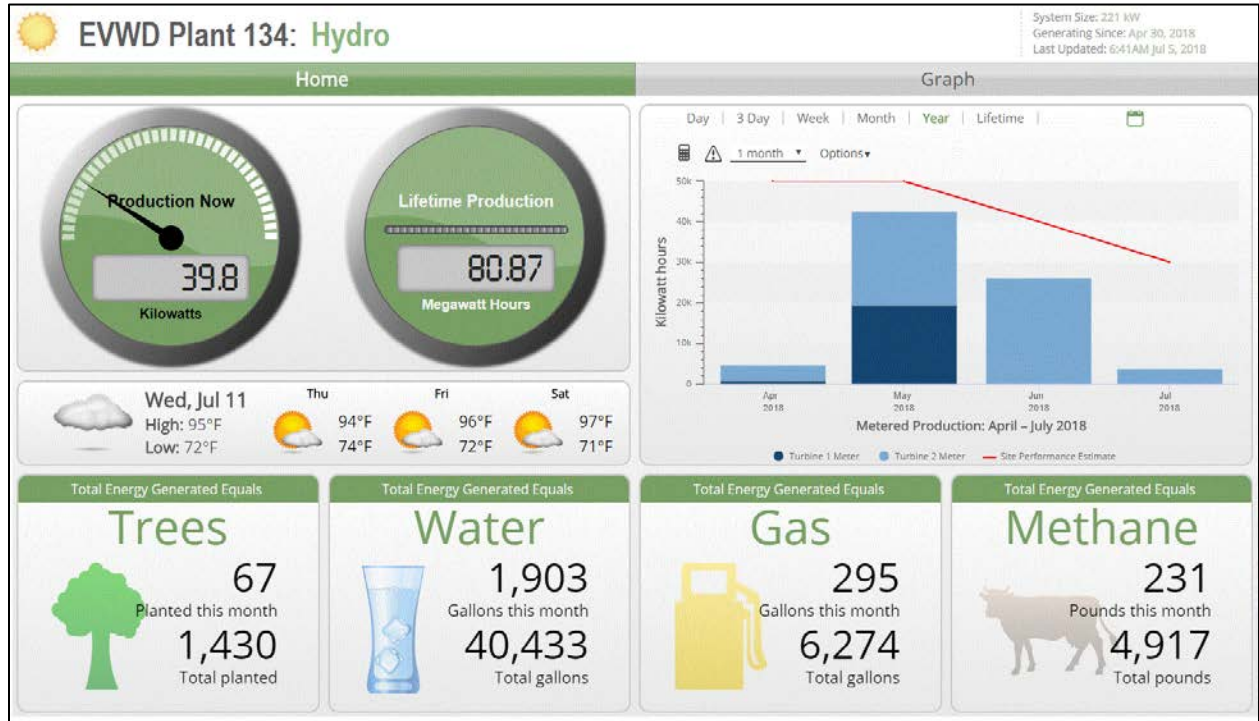 EVWD Plant 134: Hydro
System Size: 221 kW
Generating Since: Apr 30, 2018
Last Updated: 6:41AM Jul 5, 2018
Home
Graph
Production Now
39.8
Kilowatts
Lifetime Production
80.87
Megawatt Hours
Day | 3 Day | Week | Month | Year | Lifetime |
1 month Options
Kilowatt hours
50k
40k
30k
20k
10k
0
Apr May Jun Jul
2018 2018 2018 2018
Metered Production: April – July 2018
Turbine 1 Meter Turbine 2 Meter Site Performance Estimate
Wed, Jul 11
High: 95°F
Low: 72°F
Thu
94°F
74°F
Fri
96°F
72°F
Sat
97°F
71°F
Total Energy Generated Equals
Trees
67
Planted this month
1,430
Total planted
Total Energy Generated Equals
Water
1,903
Gallons this month
40,433
Total gallons
Total Energy Generated Equals
Gas
295
Gallons this month
6,274
Total gallons
Total Energy Generated Equals
Methane
231
Pounds this month
4,917
Total pounds